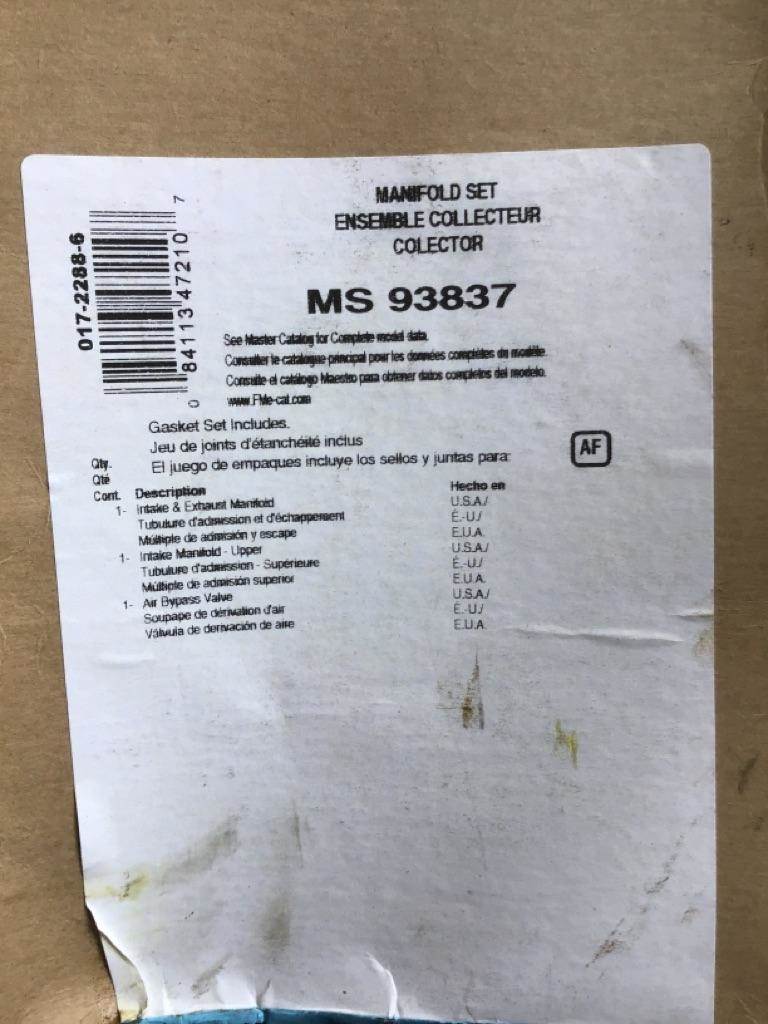 MANIFOLD SET
ENSEMBLE COLLECTEUR
COLECTOR
MS 93837
017-2288-6
0 84113 47210 7
See Master Catalog for Complete model data.
Consulter le catalogue principal pour les données complètes du modèle.
Consulte el catálogo Maestro para obtener datos completos del modelo.
www.FMe-cat.com
Gasket Set Includes.
Jeu de joints d'étanchéité inclus
El juego de empaques incluye los sellos y juntas para:
AF
Qty.
Qté
Cont. Description Hecho en
1- Intake & Exhaust Manifold U.S.A./
Tubulure d'admission et d'échappement É.-U./
Múltiple de admisión y escape E.U.A.
1- Intake Manifold - Upper U.S.A./
Tubulure d'admission - Supérieure É.-U./
Múltiple de admisión superior E.U.A.
1- Air Bypass Valve U.S.A./
Soupape de dérivation d'air É.-U./
Válvula de derivación de aire E.U.A.